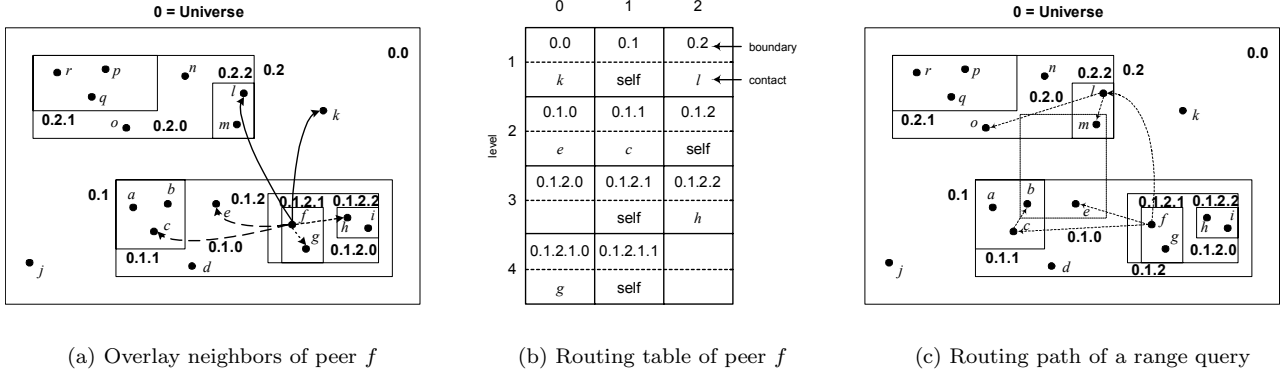 0 = Universe
0.0
r
p
n
q
0.2.2
0.2
l
m
k
o
0.2.0
0.2.1
0.1
a
b
c
e
0.1.2
0.1.2.1
0.1.2.2
f
h
i
g
0.1.0
0.1.2.0
0.1.1
d
j
(a) Overlay neighbors of peer f
0 1 2
level
1
0.0 0.1 0.2
boundary
k self l
contact
2
0.1.0 0.1.1 0.1.2
e c self
3
0.1.2.0 0.1.2.1 0.1.2.2
self h
4
0.1.2.1.0 0.1.2.1.1
g self
(b) Routing table of peer f
0 = Universe
0.0
r
p
n
q
0.2.2
0.2
l
0.2.0
m
k
o
0.2.1
0.1
a
b
c
e
0.1.2.1
0.1.2.2
f
h
i
g
0.1.0
0.1.2.0
0.1.1
d
0.1.2
j
(c) Routing path of a range query